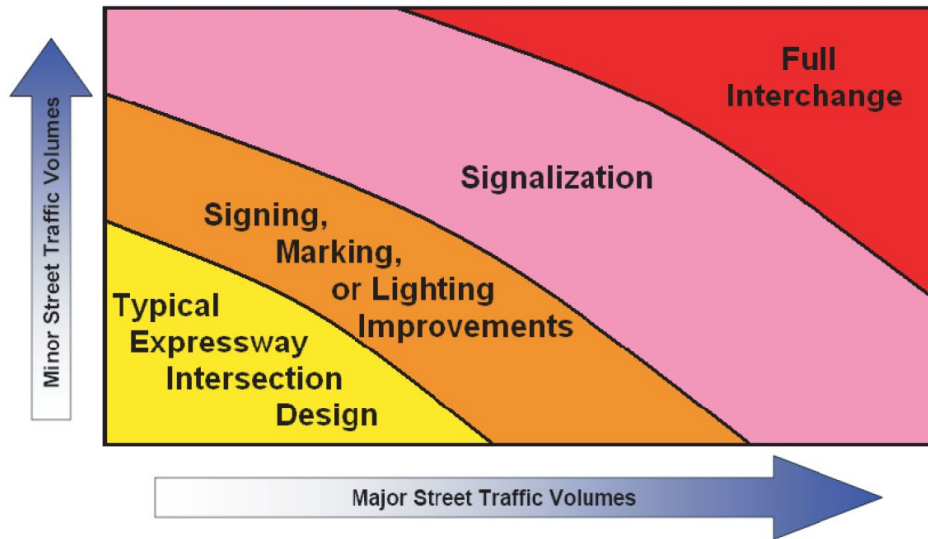 Minor Street Traffic Volumes
Full
Interchange
Signalization
Signing,
Marking,
or Lighting
Improvements
Typical
Expressway
Intersection
Design
Major Street Traffic Volumes